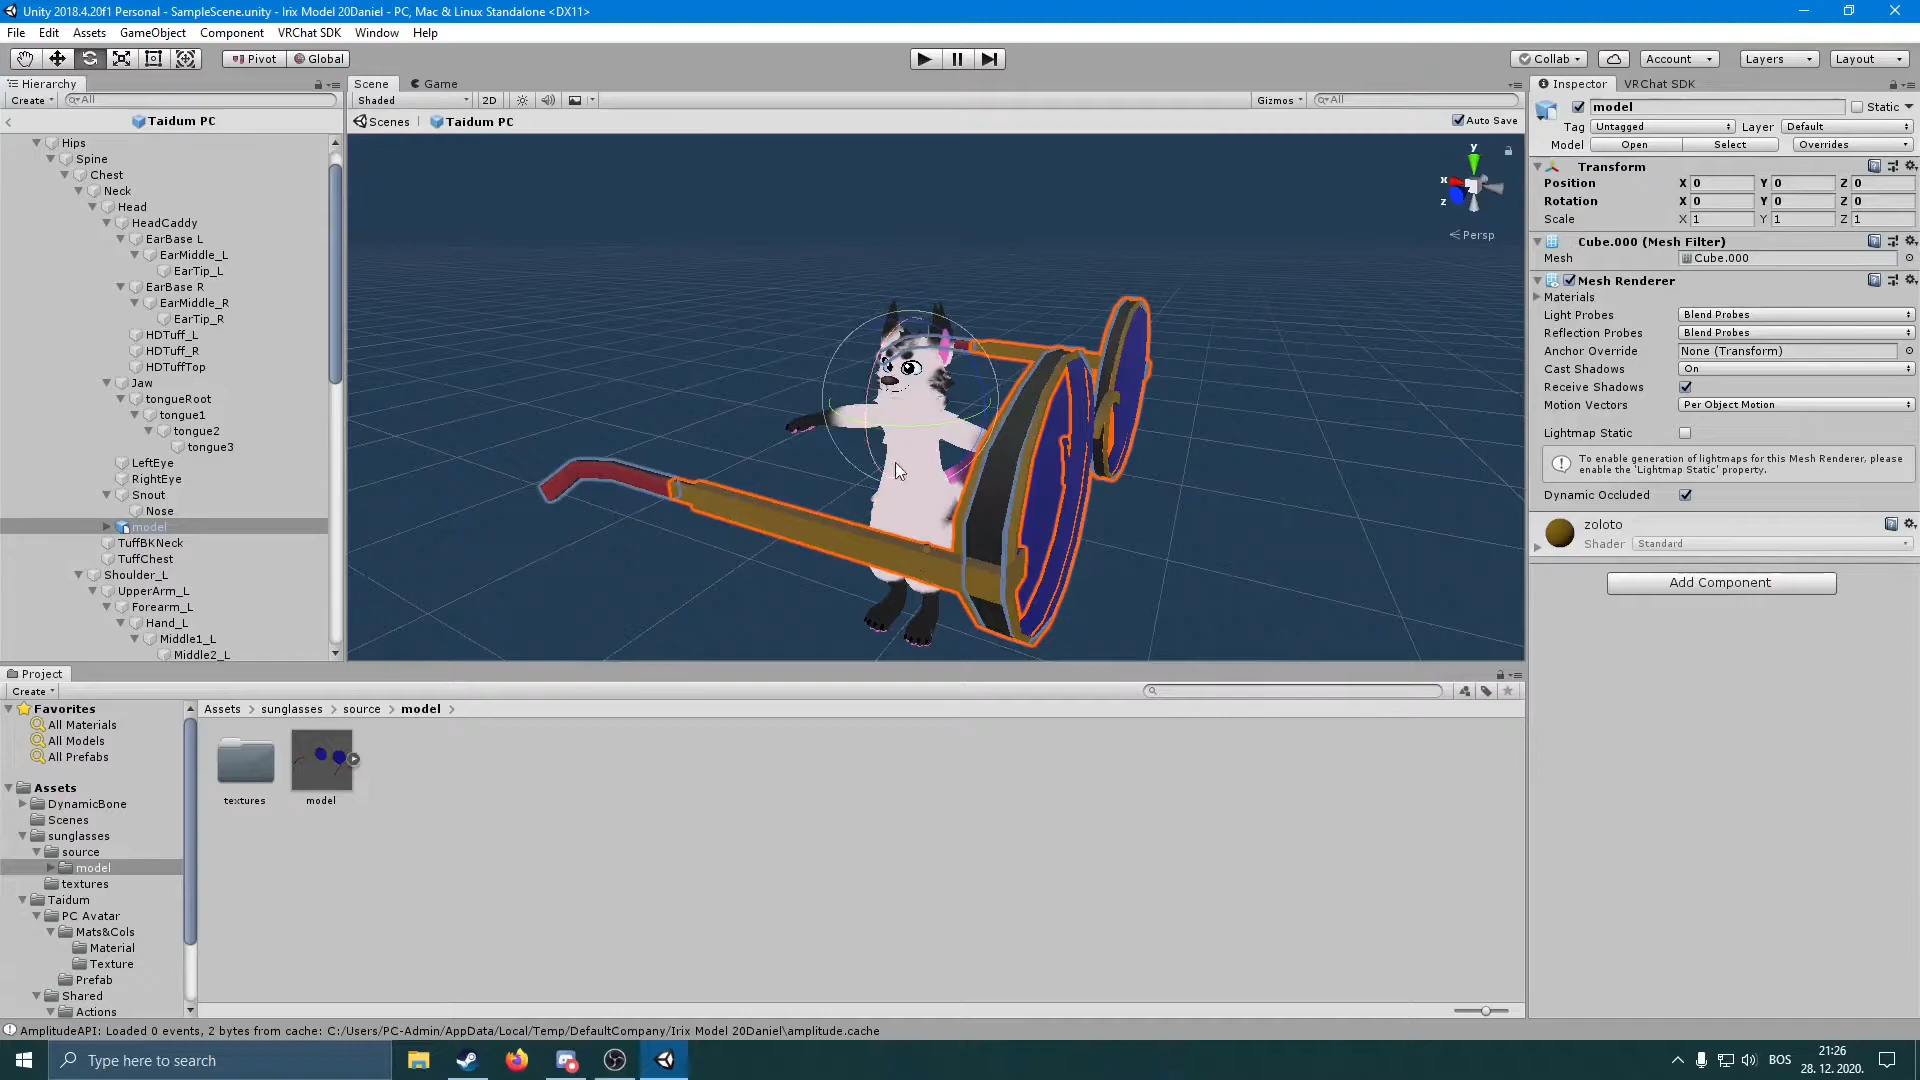 Unity 2018.4.20f1 Personal - SampleScene.unity - Irix Model 20Daniel - PC, Mac & Linux Standalone <DX11>
File Edit Assets GameObject Component VRChat SDK Window Help
Pivot Global Collab Account Layers Layout
Hierarchy Scene Game Inspector VRChat SDK
Create All Shaded 2D Gizmos All
Taidum PC Scenes Taidum PC Auto Save
Hips
Spine
Chest
Neck
Head
HeadCaddy
EarBase L
EarMiddle_L
EarTip_L
EarBase R
EarMiddle_R
EarTip_R
HDTuff_L
HDTuff_R
HDTuffTop
Jaw
tongueRoot
tongue1
tongue2
tongue3
LeftEye
RightEye
Snout
Nose
model
TuffBKNeck
TuffChest
Shoulder_L
UpperArm_L
Forearm_L
Hand_L
Middle1_L
Middle2_L
y
x
z
Persp
model Static
Tag Untagged Layer Default
Model Open Select Overrides
Transform
Position X 0 Y 0 Z 0
Rotation X 0 Y 0 Z 0
Scale X 1 Y 1 Z 1
Cube.000 (Mesh Filter)
Mesh Cube.000
Mesh Renderer
Materials
Light Probes Blend Probes
Reflection Probes Blend Probes
Anchor Override None (Transform)
Cast Shadows On
Receive Shadows
Motion Vectors Per Object Motion
Lightmap Static
To enable generation of lightmaps for this Mesh Renderer, please
enable the 'Lightmap Static' property.
Dynamic Occluded
zoloto
Shader Standard
Add Component
Project
Create
Favorites
All Materials
All Models
All Prefabs
Assets
DynamicBone
Scenes
sunglasses
source
model
textures
Taidum
PC Avatar
Mats&Cols
Material
Texture
Prefab
Shared
Actions
Assets > sunglasses > source > model >
textures model
AmplitudeAPI: Loaded 0 events, 2 bytes from cache: C:/Users/PC-Admin/AppData/Local/Temp/DefaultCompany/Irix Model 20Daniel\amplitude.cache
Type here to search
BOS
21:26
28. 12. 2020.